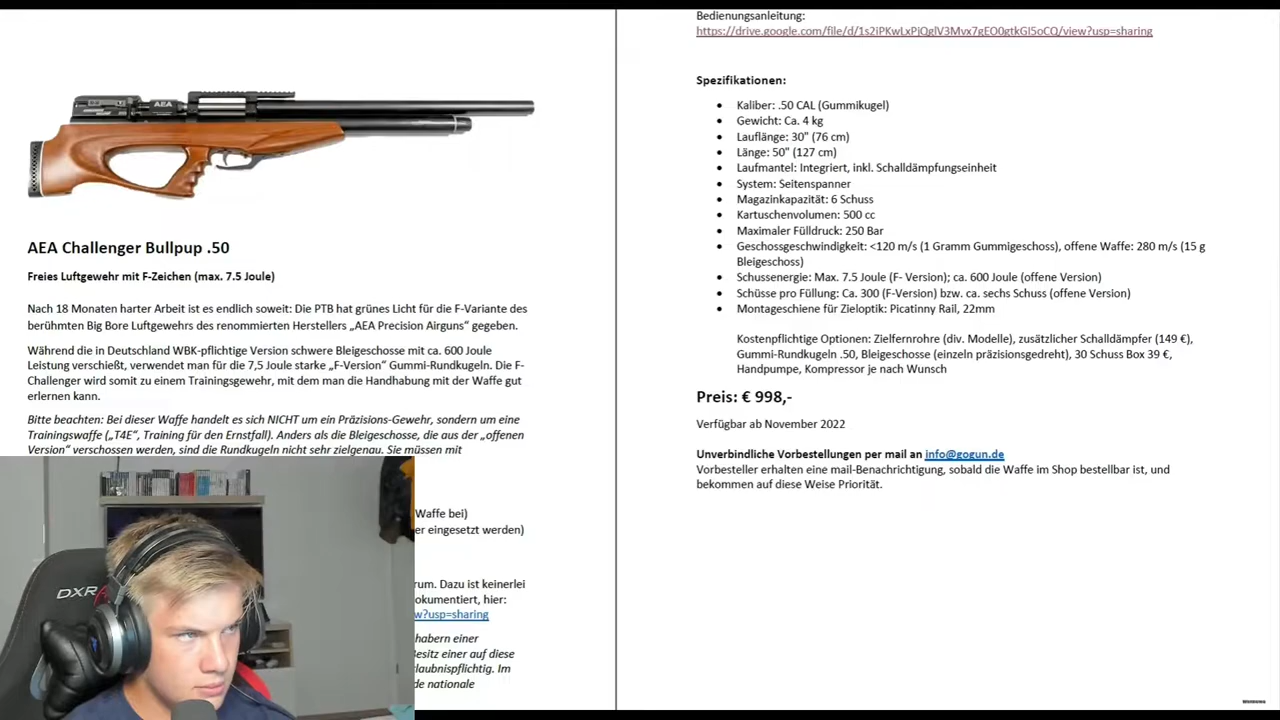 AEA
AEA Challenger Bullpup .50
Freies Luftgewehr mit F-Zeichen (max. 7.5 Joule)
Nach 18 Monaten harter Arbeit ist es endlich soweit: Die PTB hat grünes Licht für die F-Variante des
berühmten Big Bore Luftgewehrs des renommierten Herstellers „AEA Precision Airguns“ gegeben.
Während die in Deutschland WBK-pflichtige Version schwere Bleigeschosse mit ca. 600 Joule
Leistung verschießt, verwendet man für die 7,5 Joule starke „F-Version“ Gummi-Rundkugeln. Die F-
Challenger wird somit zu einem Trainingsgewehr, mit dem man die Handhabung mit der Waffe gut
erlernen kann.
Bitte beachten: Bei dieser Waffe handelt es sich NICHT um ein Präzisions-Gewehr, sondern um eine
Trainingswaffe („T4E“, Training für den Ernstfall). Anders als die Bleigeschosse, die aus der „offenen
Version“ verschossen werden, sind die Rundkugeln nicht sehr zielgenau. Sie müssen mit
Waffe bei)
er eingesetzt werden)
rum. Dazu ist keinerlei
okumentiert, hier:
w?usp=sharing
habern einer
Besitz einer auf diese
laubnispflichtig. Im
de nationale
DXR
Bedienungsanleitung:
https://drive.google.com/file/d/1s2iPKwLxPjQglV3Mvx7gEO0gtkGI5oCQ/view?usp=sharing
Spezifikationen:
• Kaliber: .50 CAL (Gummikugel)
• Gewicht: Ca. 4 kg
• Lauflänge: 30" (76 cm)
• Länge: 50" (127 cm)
• Laufmantel: Integriert, inkl. Schalldämpfungseinheit
• System: Seitenspanner
• Magazinkapazität: 6 Schuss
• Kartuschenvolumen: 500 cc
• Maximaler Fülldruck: 250 Bar
• Geschossgeschwindigkeit: <120 m/s (1 Gramm Gummigeschoss), offene Waffe: 280 m/s (15 g
Bleigeschoss)
• Schussenergie: Max. 7.5 Joule (F- Version); ca. 600 Joule (offene Version)
• Schüsse pro Füllung: Ca. 300 (F-Version) bzw. ca. sechs Schuss (offene Version)
• Montageschiene für Zieloptik: Picatinny Rail, 22mm
Kostenpflichtige Optionen: Zielfernrohre (div. Modelle), zusätzlicher Schalldämpfer (149 €),
Gummi-Rundkugeln .50, Bleigeschosse (einzeln präzisionsgedreht), 30 Schuss Box 39 €,
Handpumpe, Kompressor je nach Wunsch
Preis: € 998,-
Verfügbar ab November 2022
Unverbindliche Vorbestellungen per mail an info@gogun.de
Vorbesteller erhalten eine mail-Benachrichtigung, sobald die Waffe im Shop bestellbar ist, und
bekommen auf diese Weise Priorität.